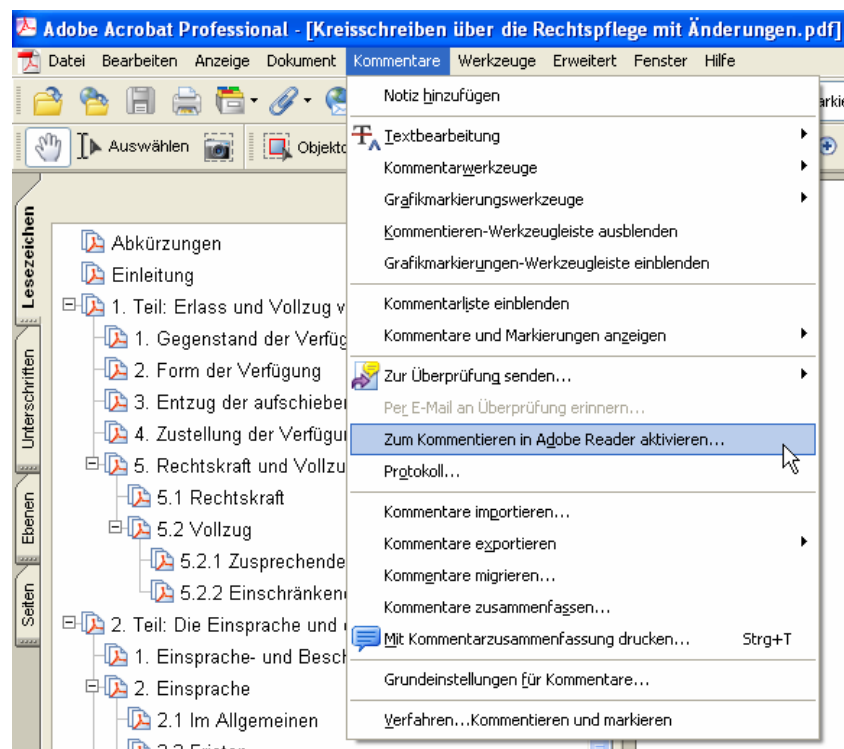 Adobe Acrobat Professional - [Kreisschreiben über die Rechtspflege mit Änderungen.pdf]
Datei Bearbeiten Anzeige Dokument Kommentare Werkzeuge Erweitert Fenster Hilfe
Auswählen
Lesezeichen
Unterschriften
Ebenen
Seiten
Abkürzungen
Einleitung
1. Teil: Erlass und Vollzug
1. Gegenstand der
2. Form der Verfügung
3. Entzug der
4. Zustellung der
5. Rechtskraft und
5.1 Rechtskraft
5.2 Vollzug
5.2.1 Zusprechende
5.2.2
2. Teil: Die Einsprache und
1. Einsprache- und
2. Einsprache
2.1 Im Allgemeinen
Notiz hinzufügen
Textbearbeitung
Kommentarwerkzeuge
Grafikmarkierungswerkzeuge
Kommentieren-Werkzeugleiste ausblenden
Grafikmarkierungen-Werkzeugleiste einblenden
Kommentarliste einblenden
Kommentare und Markierungen anzeigen
Zur Überprüfung senden...
Per E-Mail an Überprüfung erinnern...
Zum Kommentieren in Adobe Reader aktivieren...
Protokoll...
Kommentare importieren...
Kommentare exportieren
Kommentare migrieren...
Kommentare zusammenfassen...
Mit Kommentarzusammenfassung drucken... Strg+T
Grundeinstellungen für Kommentare...
Verfahren...Kommentieren und markieren